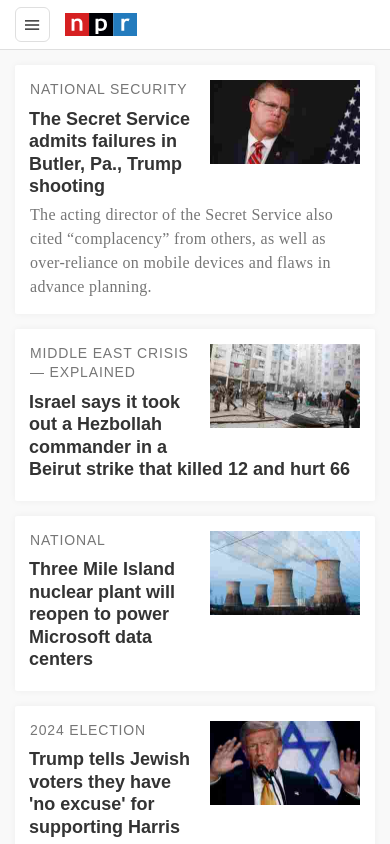 npr
NATIONAL SECURITY
The Secret Service
admits failures in
Butler, Pa., Trump
shooting
The acting director of the Secret Service also
cited “complacency” from others, as well as
over-reliance on mobile devices and flaws in
advance planning.
MIDDLE EAST CRISIS
— EXPLAINED
Israel says it took
out a Hezbollah
commander in a
Beirut strike that killed 12 and hurt 66
NATIONAL
Three Mile Island
nuclear plant will
reopen to power
Microsoft data
centers
2024 ELECTION
Trump tells Jewish
voters they have
'no excuse' for
supporting Harris